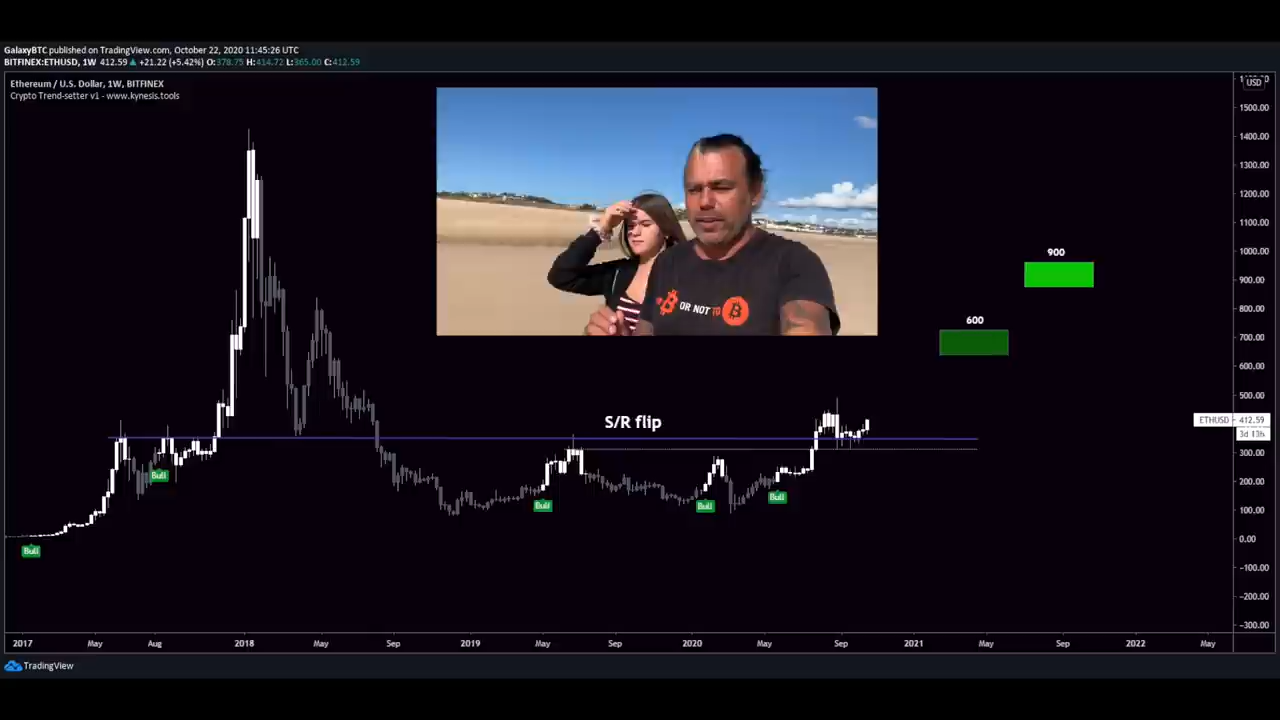 GalaxyBTC published on TradingView.com, October 22, 2020 11:45:26 UTC
BITFINEX:ETHUSD, 1W 412.59 ▲ +21.22 (+5.42%) O:378.75 H:414.72 L:365.00 C:412.59
Ethereum / U.S. Dollar, 1W, BITFINEX
Crypto Trend-setter v1 - www.kynesis.tools
USD
1500.00
1400.00
1300.00
1200.00
1100.00
1000.00
900.00
800.00
700.00
600.00
500.00
ETHUSD 412.59
3d 13h
300.00
200.00
100.00
0.00
−100.00
−200.00
−300.00
OR NOT TO
900
600
S/R flip
Bull
Bull
Bull
Bull
Bull
2017 May Aug 2018 May Sep 2019 May Sep 2020 May Sep 2021 May Sep 2022 May
TradingView